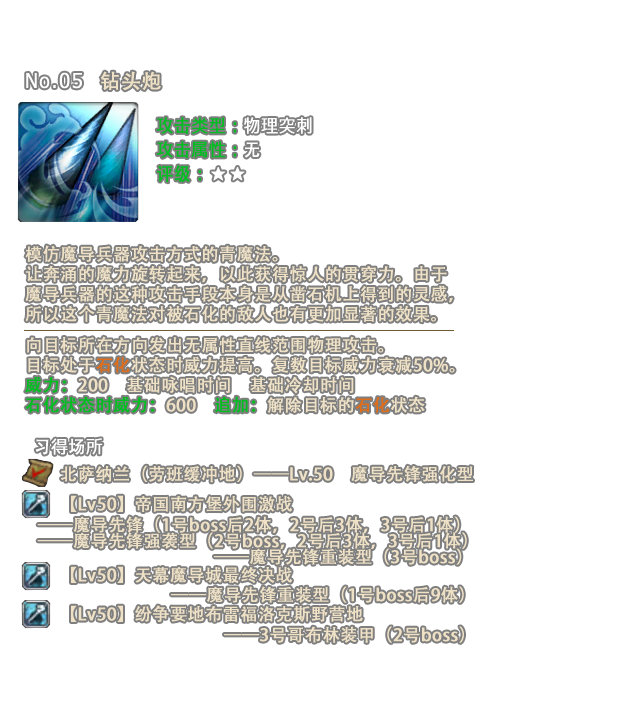 No.05 钻头炮
攻击类型：物理突刺
攻击属性：无
评级：☆☆
模仿魔导兵器攻击方式的青魔法。
让奔涌的魔力旋转起来，以此获得惊人的贯穿力。由于
魔导兵器的这种攻击手段本身是从凿石机上得到的灵感，
所以这个青魔法对被石化的敌人也有更加显著的效果。
向目标所在方向发出无属性直线范围物理攻击。
目标处于石化状态时威力提高。复数目标威力衰减50%。
威力：200 基础咏唱时间 基础冷却时间
石化状态时威力：600 追加：解除目标的石化状态
习得场所
北萨纳兰（劳班缓冲地）——Lv.50 魔导先锋强化型
【Lv50】帝国南方堡外围激战
——魔导先锋（1号boss后2体，2号后3体，3号后1体）
——魔导先锋强袭型（2号boss，2号后3体，3号后1体）
——魔导先锋重装型（3号boss）
【Lv50】天幕魔导城最终决战
——魔导先锋重装型（1号boss后9体）
【Lv50】纷争要地布雷福洛克斯野营地
——3号哥布林装甲（2号boss）